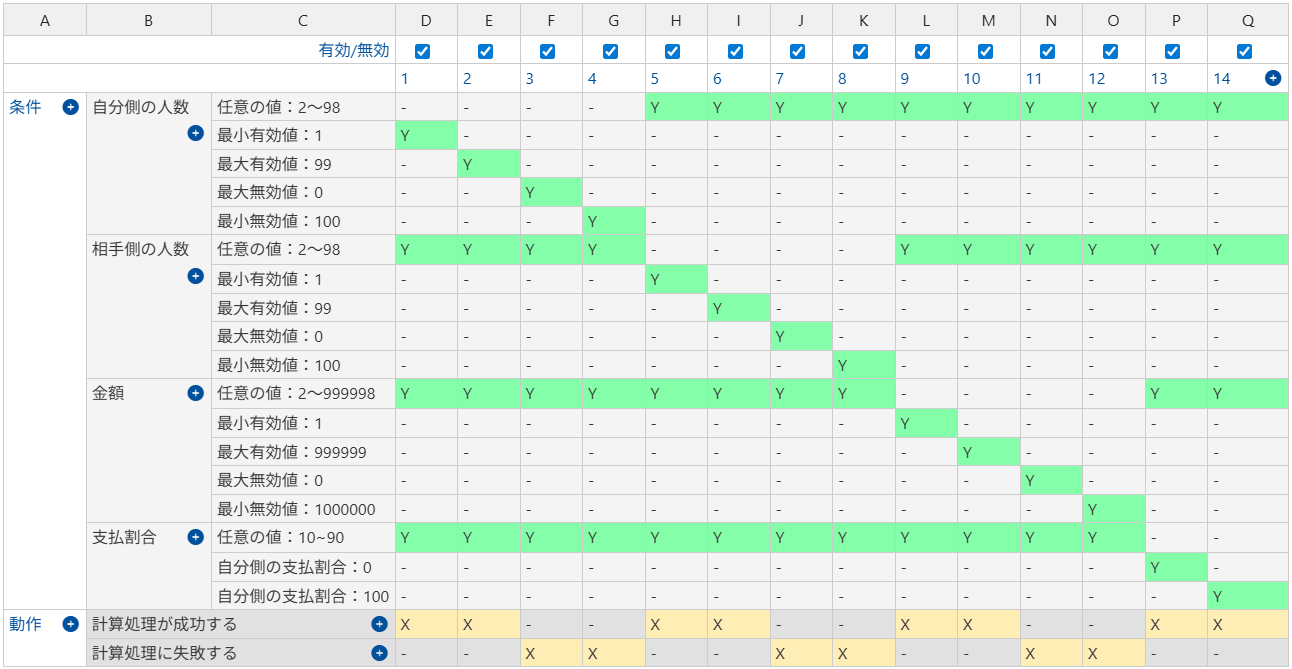 A B C D E F G H I J K L M N O P Q
有効/無効
1 2 3 4 5 6 7 8 9 10 11 12 13 14
条件 自分側の人数 任意の値：2～98 - - - - Y Y Y Y Y Y Y Y Y Y
最小有効値：1 Y - - - - - - - - - - - - -
最大有効値：99 - Y - - - - - - - - - - - -
最大無効値：0 - - Y - - - - - - - - - - -
最小無効値：100 - - - Y - - - - - - - - - -
相手側の人数 任意の値：2～98 Y Y Y Y - - - - Y Y Y Y Y Y
最小有効値：1 - - - - Y - - - - - - - - -
最大有効値：99 - - - - - Y - - - - - - - -
最大無効値：0 - - - - - - Y - - - - - - -
最小無効値：100 - - - - - - - Y - - - - - -
金額 任意の値：2～999998 Y Y Y Y Y Y Y Y - - - - Y Y
最小有効値：1 - - - - - - - - Y - - - - -
最大有効値：999999 - - - - - - - - - Y - - - -
最大無効値：0 - - - - - - - - - - Y - - -
最小無効値：1000000 - - - - - - - - - - - Y - -
支払割合 任意の値：10~90 Y Y Y Y Y Y Y Y Y Y Y Y - -
自分側の支払割合：0 - - - - - - - - - - - - Y -
自分側の支払割合：100 - - - - - - - - - - - - - Y
動作 計算処理が成功する X X - - X X - - X X - - X X
計算処理に失敗する - - X X - - X X - - X X - -